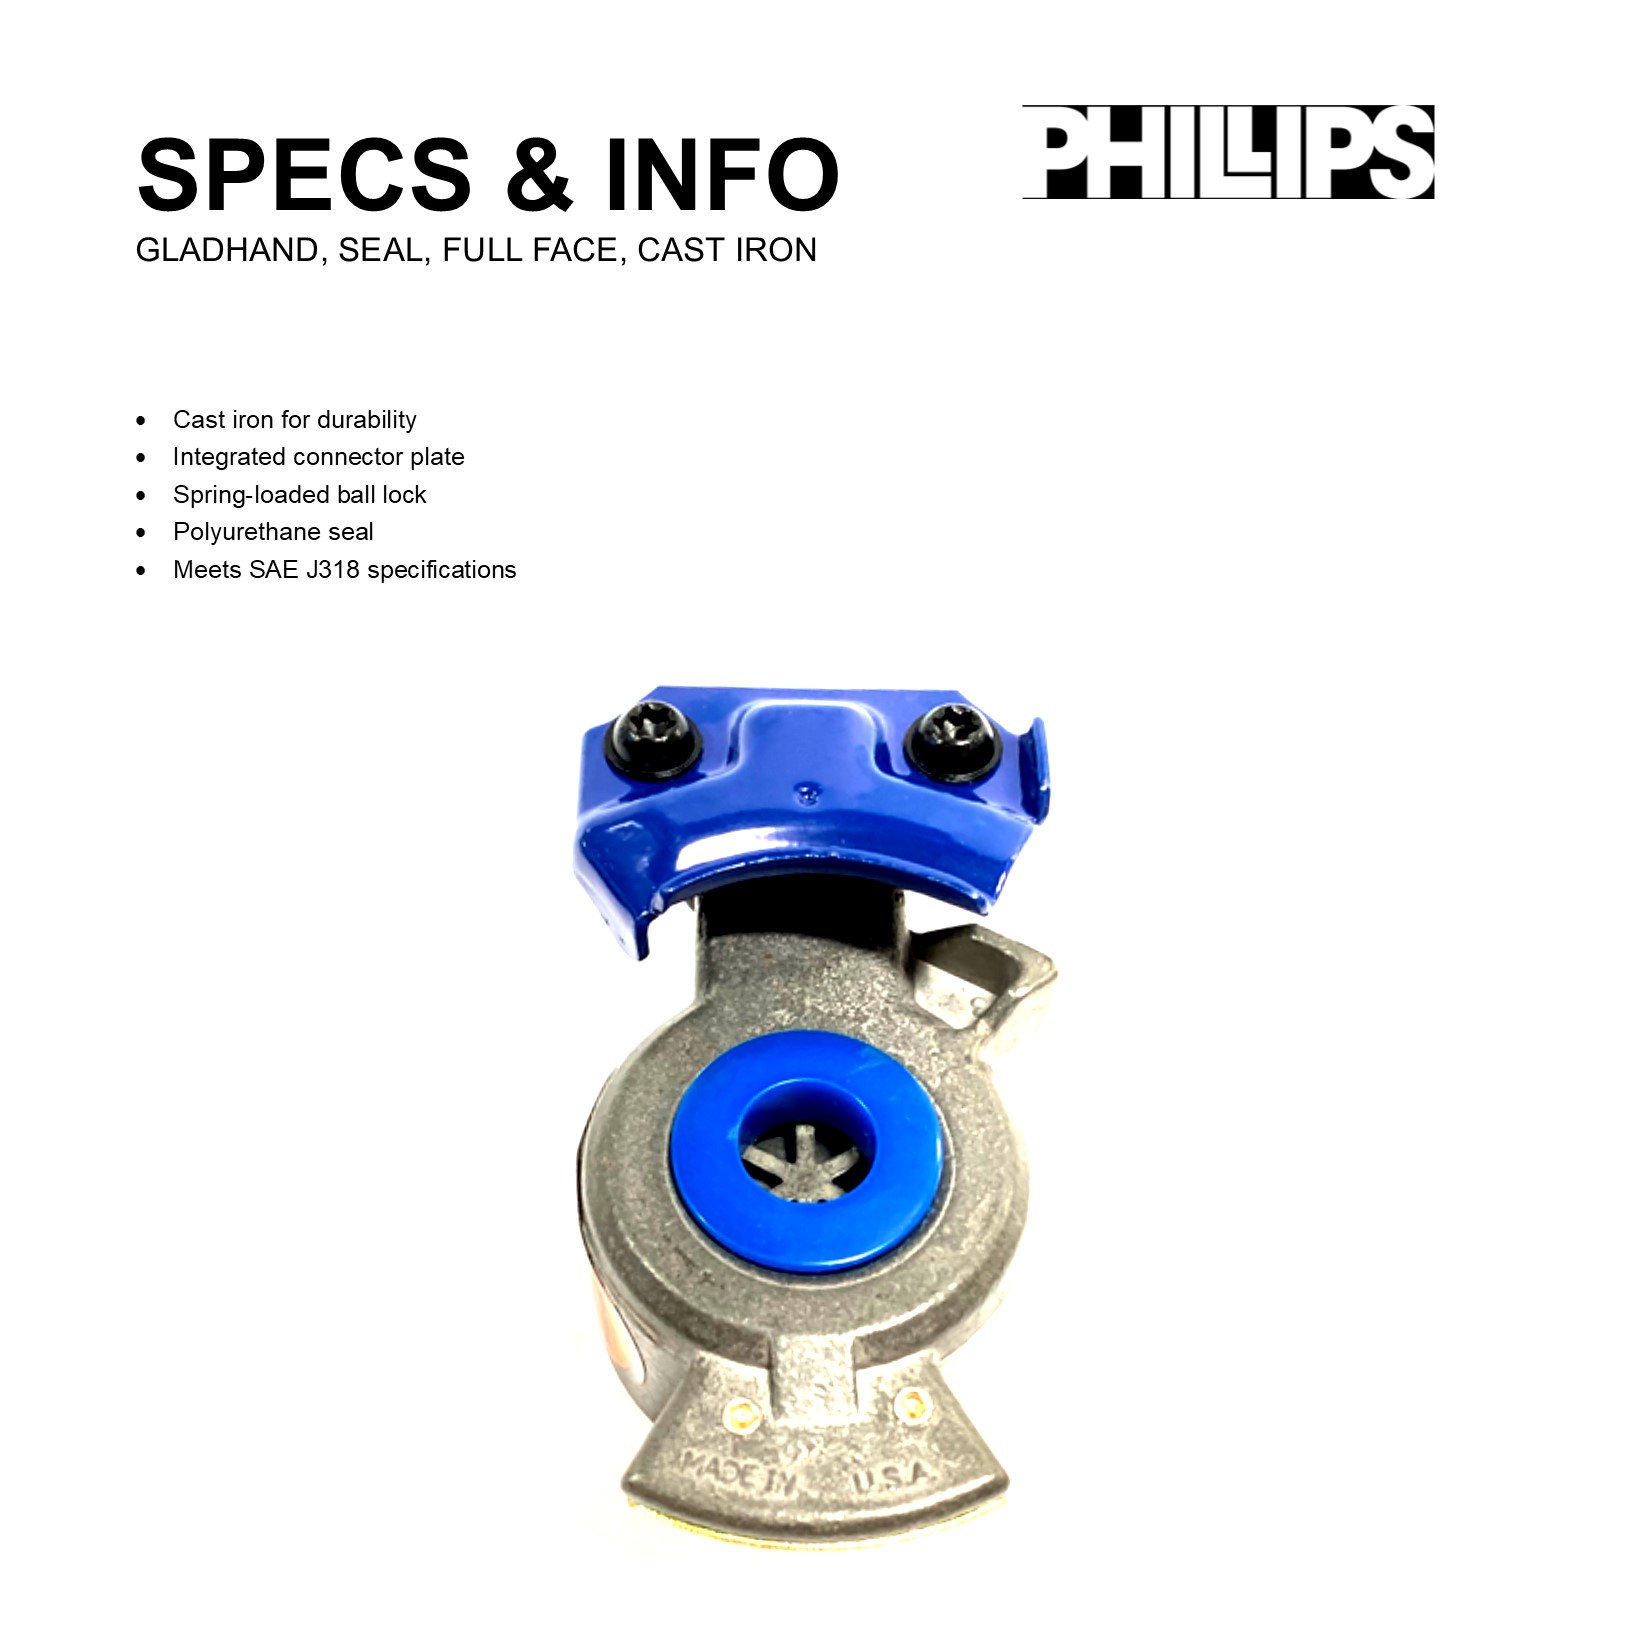 PHILLIPS
SPECS & INFO
GLADHAND, SEAL, FULL FACE, CAST IRON
• Cast iron for durability
• Integrated connector plate
• Spring-loaded ball lock
• Polyurethane seal
• Meets SAE J318 specifications
MADE IN U.S.A.